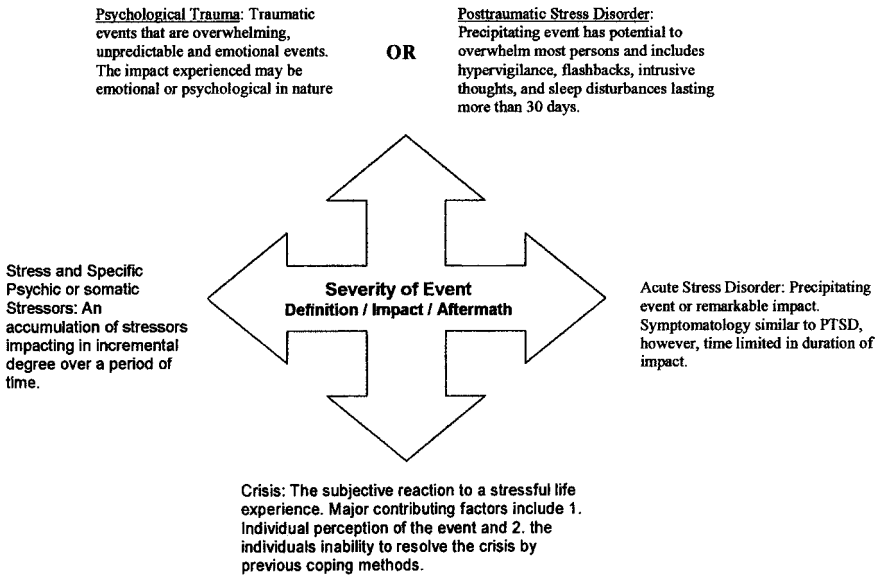 Psychological Trauma: Traumatic
events that are overwhelming,
unpredictable and emotional events.
The impact experienced may be
emotional or psychological in nature
OR
Posttraumatic Stress Disorder:
Precipitating event has potential to
overwhelm most persons and includes
hypervigilance, flashbacks, intrusive
thoughts, and sleep disturbances lasting
more than 30 days.
Stress and Specific
Psychic or somatic
Stressors: An
accumulation of stressors
impacting in incremental
degree over a period of
time.
Severity of Event
Definition / Impact / Aftermath
Acute Stress Disorder: Precipitating
event or remarkable impact.
Symptomatology similar to PTSD,
however, time limited in duration of
impact.
Crisis: The subjective reaction to a stressful life
experience. Major contributing factors include 1.
Individual perception of the event and 2. the
individuals inability to resolve the crisis by
previous coping methods.